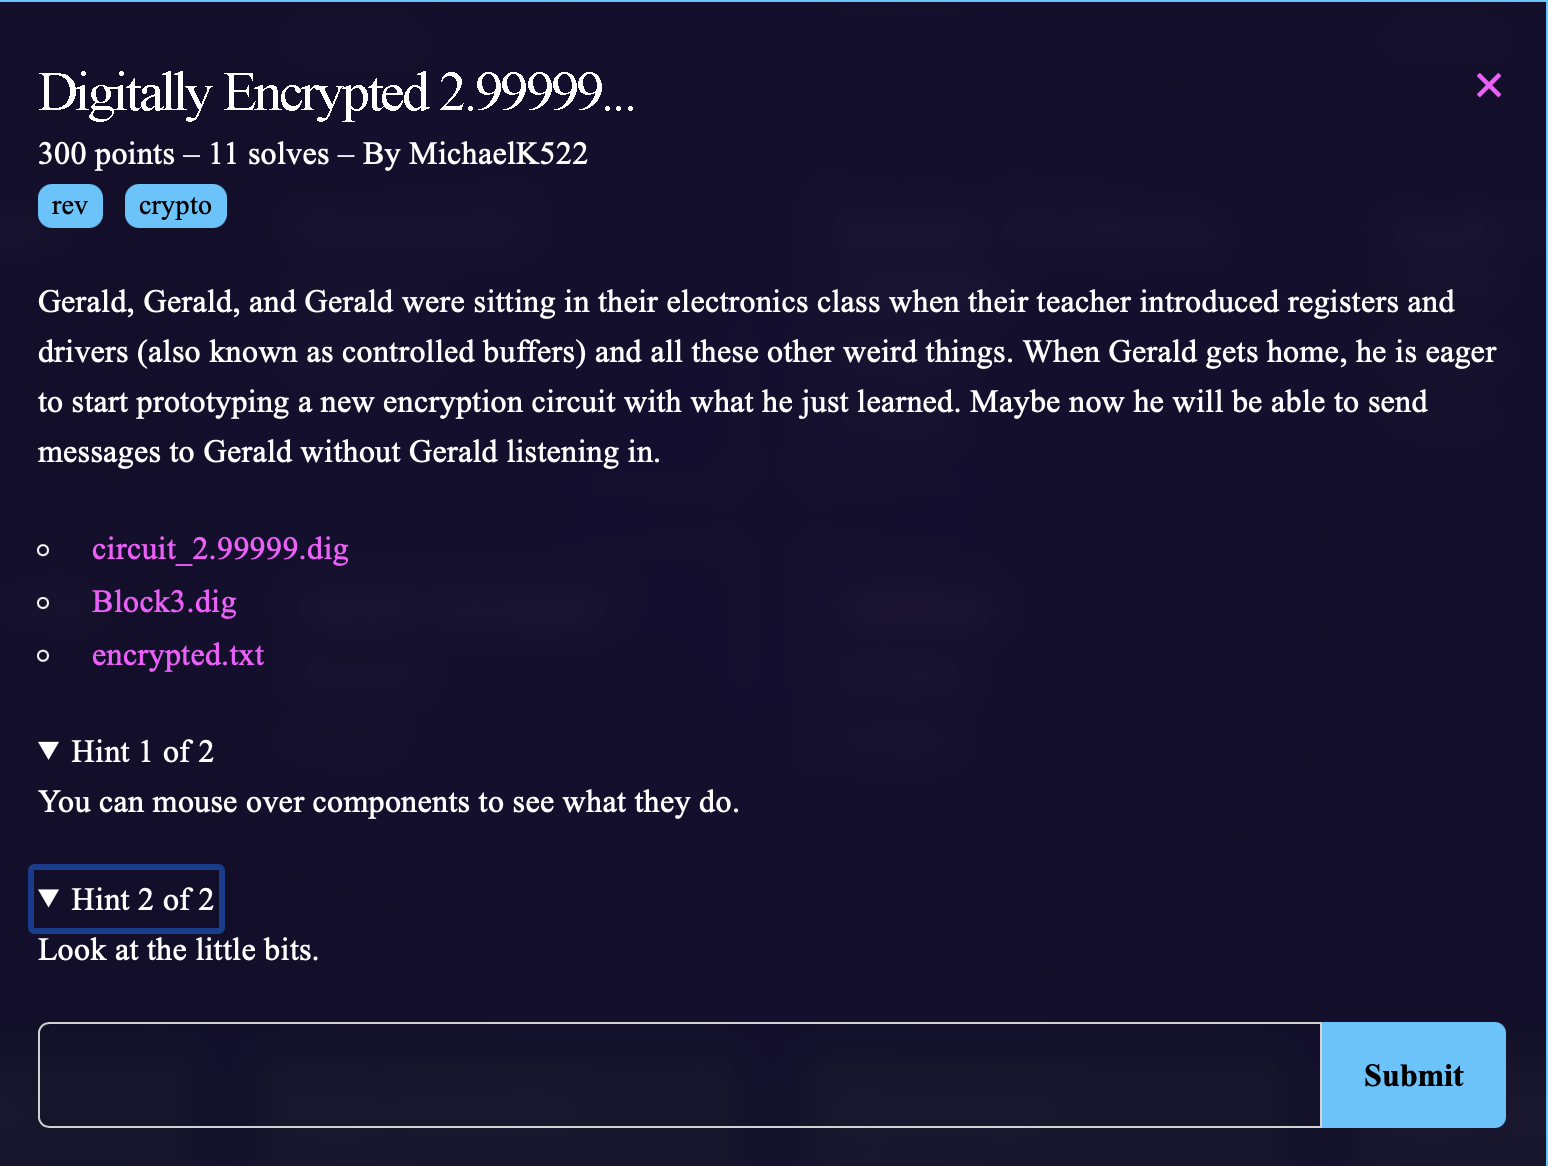 Digitally Encrypted 2.99999...
300 points – 11 solves – By MichaelK522
rev crypto
Gerald, Gerald, and Gerald were sitting in their electronics class when their teacher introduced registers and
drivers (also known as controlled buffers) and all these other weird things. When Gerald gets home, he is eager
to start prototyping a new encryption circuit with what he just learned. Maybe now he will be able to send
messages to Gerald without Gerald listening in.
circuit_2.99999.dig
Block3.dig
encrypted.txt
Hint 1 of 2
You can mouse over components to see what they do.
Hint 2 of 2
Look at the little bits.
Submit